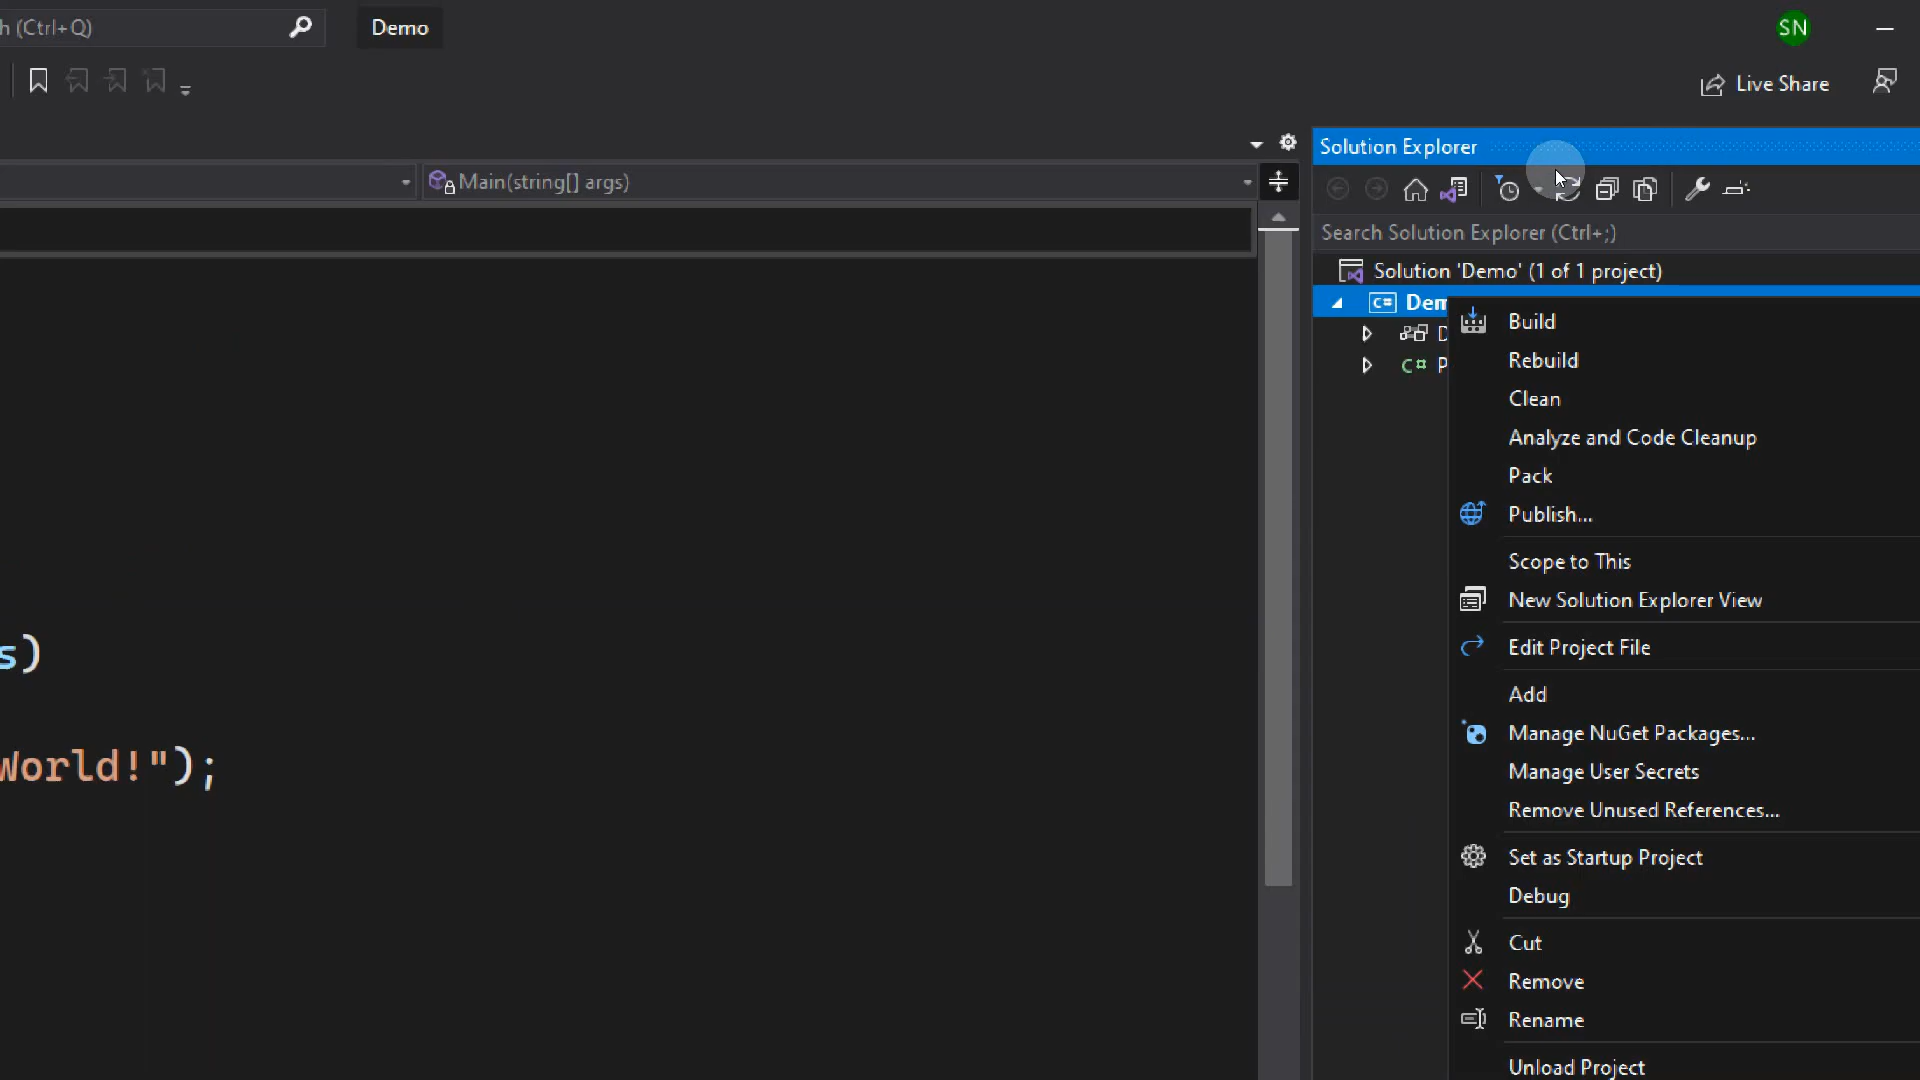 h (Ctrl+Q)
Demo
SN
Live Share
Solution Explorer
Main(string[] args)
Search Solution Explorer (Ctrl+;)
Solution 'Demo' (1 of 1 project)
C# Dem
D
C# P
Build
Rebuild
Clean
Analyze and Code Cleanup
Pack
Publish...
Scope to This
New Solution Explorer View
Edit Project File
s)
Add
Manage NuGet Packages...
World!");
Manage User Secrets
Remove Unused References...
Set as Startup Project
Debug
Cut
Remove
Rename
Unload Project